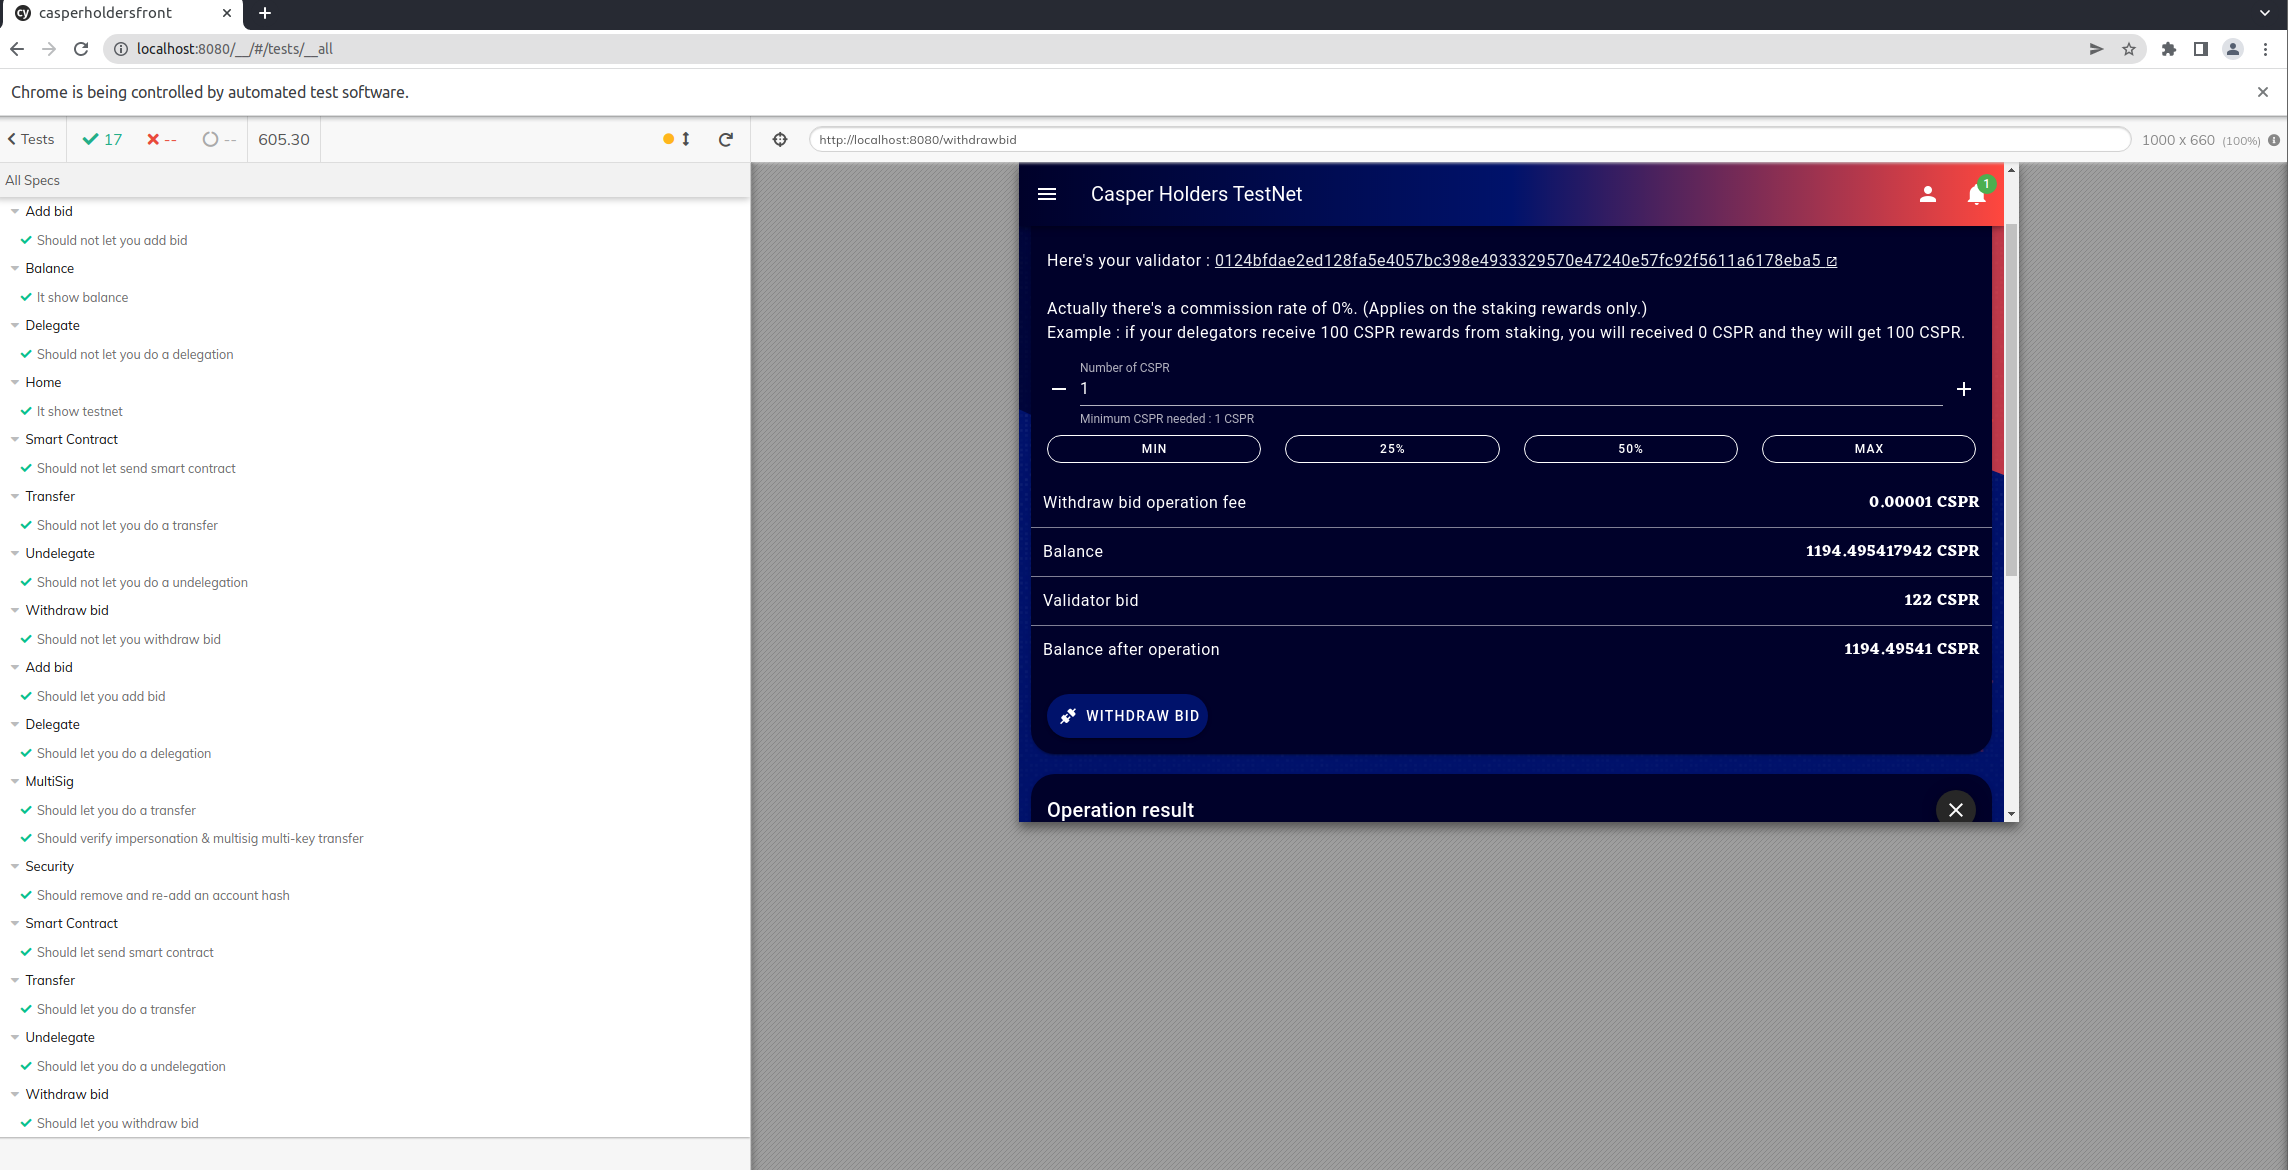 casperholdersfront
localhost:8080/__/#/tests/__all
Chrome is being controlled by automated test software.
Tests
17
--
--
605.30
http://localhost:8080/withdrawbid
1000 x 660 (100%)
All Specs
Add bid
Should not let you add bid
Balance
It show balance
Delegate
Should not let you do a delegation
Home
It show testnet
Smart Contract
Should not let send smart contract
Transfer
Should not let you do a transfer
Undelegate
Should not let you do a undelegation
Withdraw bid
Should not let you withdraw bid
Add bid
Should let you add bid
Delegate
Should let you do a delegation
MultiSig
Should let you do a transfer
Should verify impersonation & multisig multi-key transfer
Security
Should remove and re-add an account hash
Smart Contract
Should let send smart contract
Transfer
Should let you do a transfer
Undelegate
Should let you do a undelegation
Withdraw bid
Should let you withdraw bid
Casper Holders TestNet
1
Here's your validator : 0124bfdae2ed128fa5e4057bc398e4933329570e47240e57fc92f5611a6178eba5
Actually there's a commission rate of 0%. (Applies on the staking rewards only.)
Example : if your delegators receive 100 CSPR rewards from staking, you will received 0 CSPR and they will get 100 CSPR.
Number of CSPR
1
Minimum CSPR needed : 1 CSPR
MIN
25%
50%
MAX
Withdraw bid operation fee 0.00001 CSPR
Balance 1194.495417942 CSPR
Validator bid 122 CSPR
Balance after operation 1194.49541 CSPR
WITHDRAW BID
Operation result